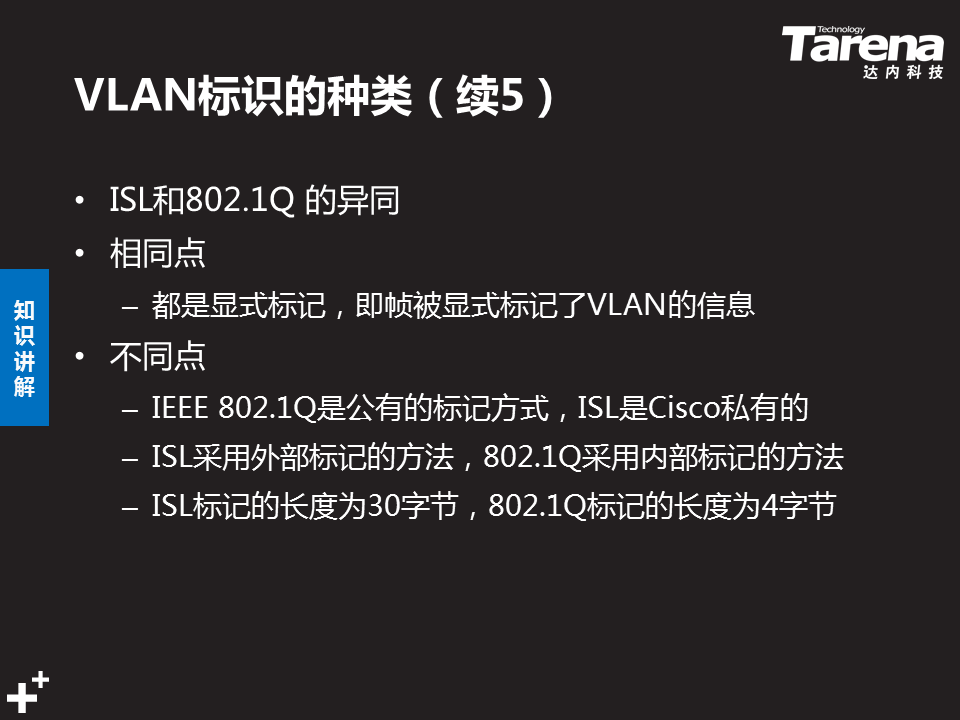 Technology
Tarena
达内科技
VLAN标识的种类（续5）
• ISL和802.1Q 的异同
• 相同点
– 都是显式标记，即帧被显式标记了VLAN的信息
• 不同点
– IEEE 802.1Q是公有的标记方式，ISL是Cisco私有的
– ISL采用外部标记的方法，802.1Q采用内部标记的方法
– ISL标记的长度为30字节，802.1Q标记的长度为4字节
知识讲解